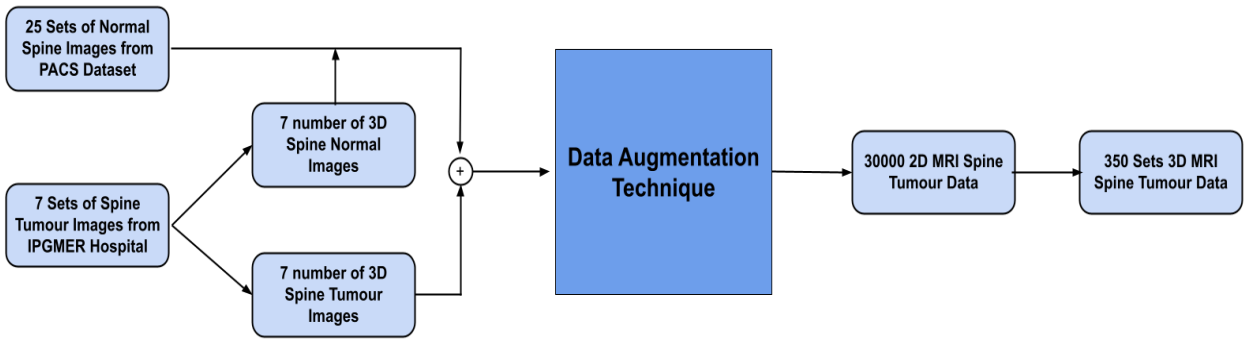 25 Sets of Normal
Spine Images from
PACS Dataset
7 number of 3D
Spine Normal
Images
7 Sets of Spine
Tumour Images from
IPGMER Hospital
7 number of 3D
Spine Tumour
Images
+
Data Augmentation
Technique
30000 2D MRI Spine
Tumour Data
350 Sets 3D MRI
Spine Tumour Data